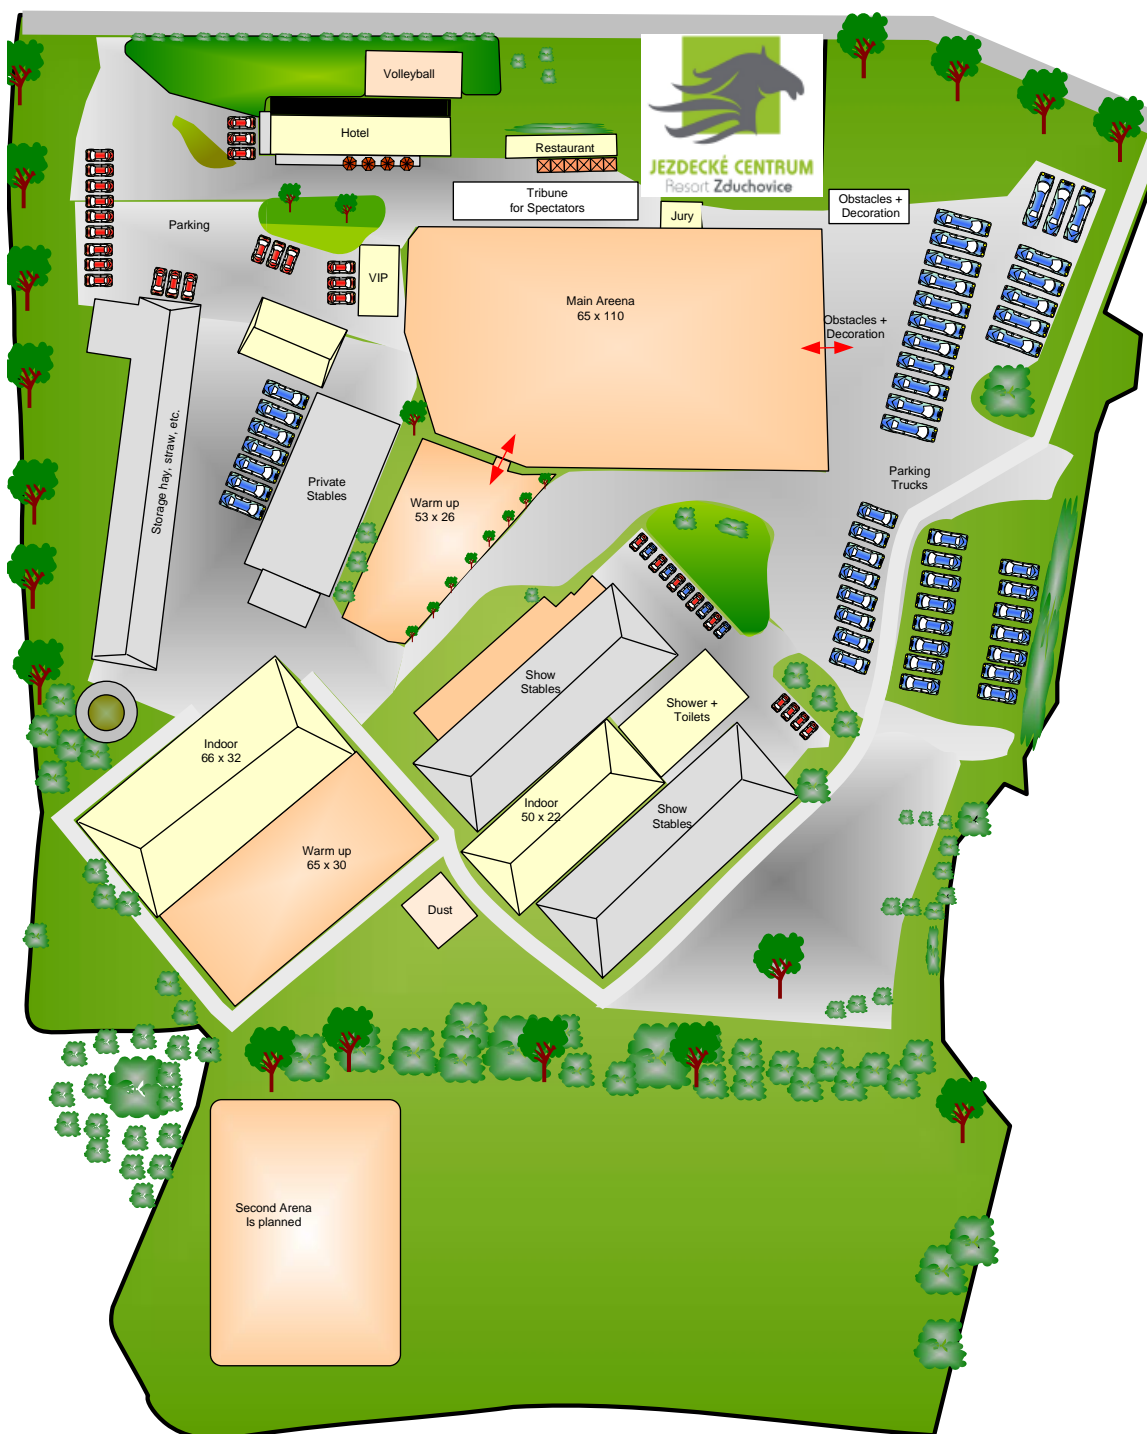 Volleyball
Hotel
Restaurant
JEZDECKÉ CENTRUM
Resort Zduchovice
Tribune
for Spectators
Jury
Obstacles +
Decoration
Parking
VIP
Main Areena
65 x 110
Obstacles +
Decoration
Storage hay, straw, etc.
Private
Stables
Warm up
53 x 26
Parking
Trucks
Show
Stables
Shower +
Toilets
Indoor
66 x 32
Indoor
50 x 22
Show
Stables
Warm up
65 x 30
Dust
Second Arena
Is planned